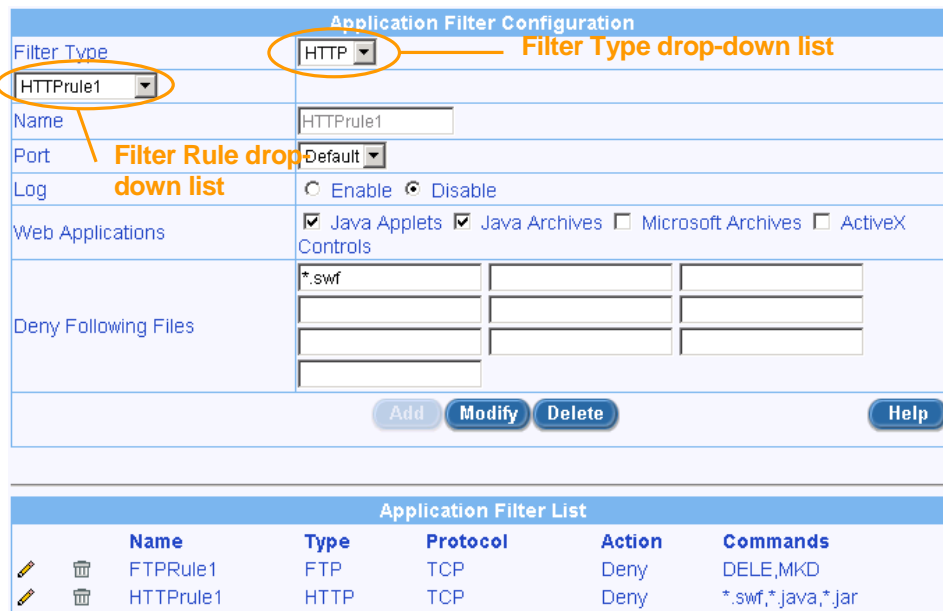 Application Filter Configuration
Filter Type HTTP Filter Type drop-down list
HTTPrule1
Name HTTPrule1
Port Default
Filter Rule drop-
down list
Log Enable Disable
Web Applications Java Applets Java Archives Microsoft Archives ActiveX
Controls
Deny Following Files *.swf
Add Modify Delete Help
Application Filter List
Name Type Protocol Action Commands
FTPRule1 FTP TCP Deny DELE,MKD
HTTPrule1 HTTP TCP Deny *.swf,*.java,*.jar